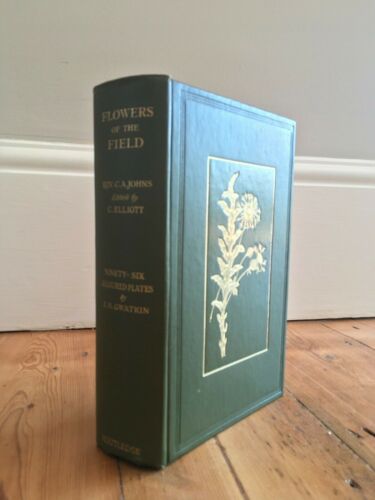 FLOWERS
OF THE
FIELD
REV. C. A. JOHNS
Edited by
C. ELLIOTT
NINETY-SIX
COLOURED PLATES
by
GWATKIN
ROUTLEDGE